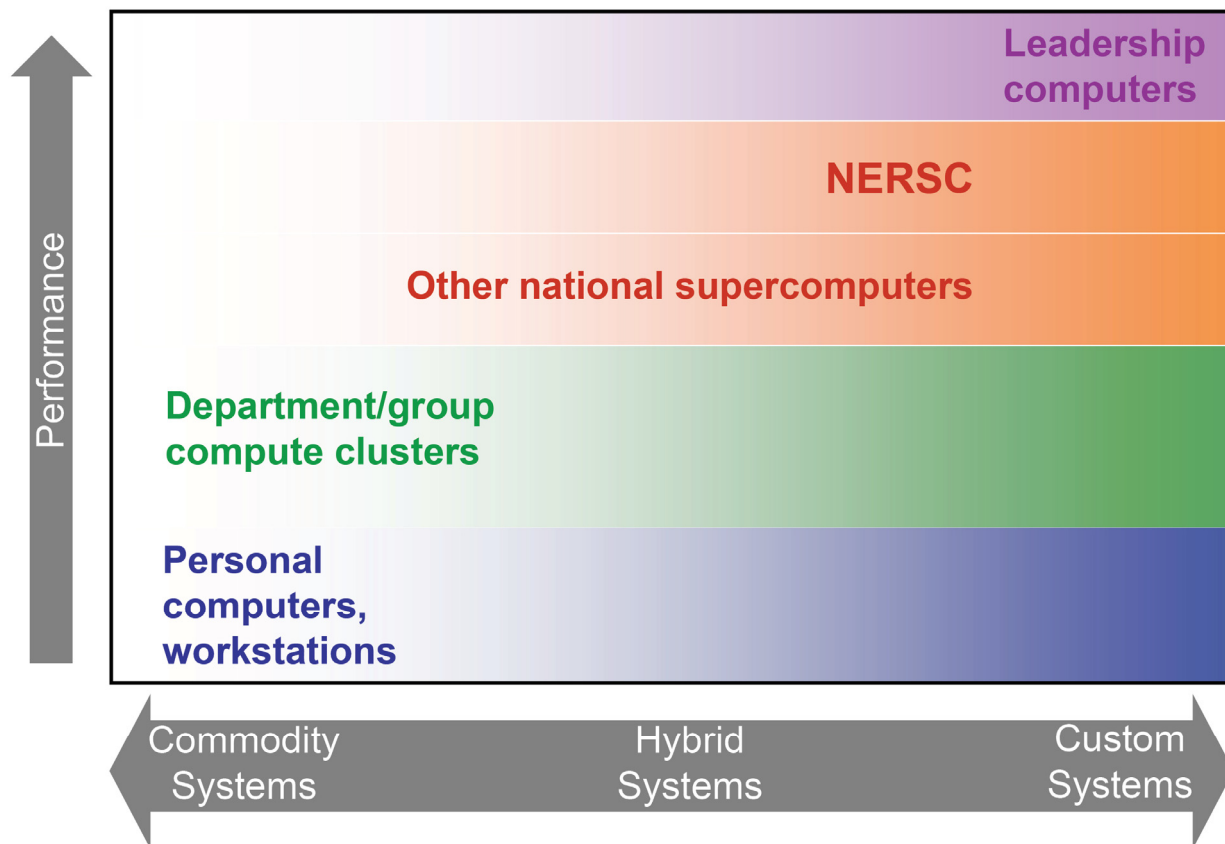 Leadership
computers
NERSC
Other national supercomputers
Department/group
compute clusters
Personal
computers,
workstations
Performance
Commodity
Systems
Hybrid
Systems
Custom
Systems